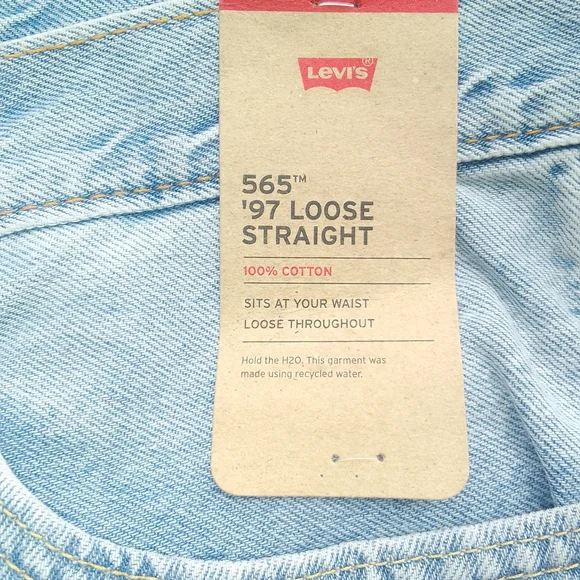 Levi's®
565™
'97 LOOSE
STRAIGHT
100% COTTON
SITS AT YOUR WAIST
LOOSE THROUGHOUT
Hold the H2O. This garment was
made using recycled water.